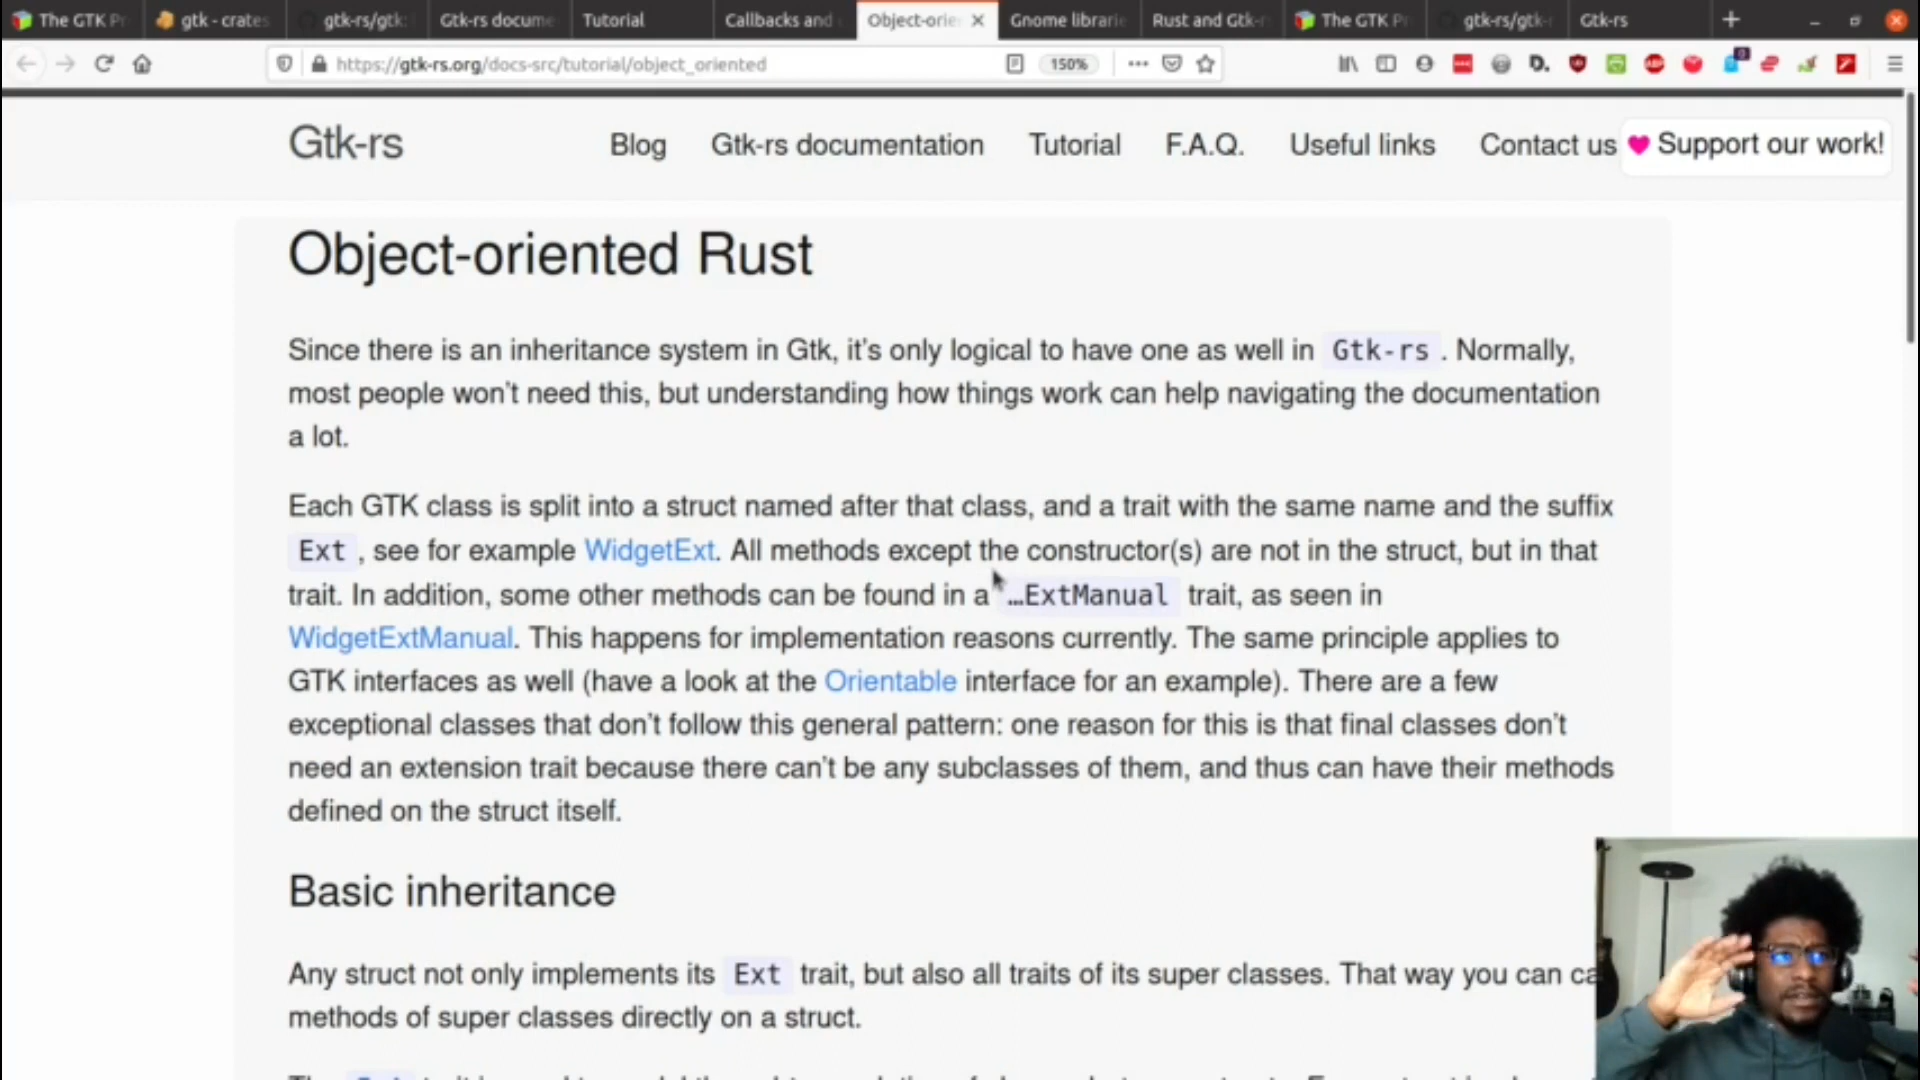 The GTK Pr
gtk - crates
gtk-rs/gtk:
Gtk-rs docume
Tutorial
Callbacks and
Object-orie
Gnome librarie
Rust and Gtk-r
The GTK Pr
gtk-rs/gtk-r
Gtk-rs
https://gtk-rs.org/docs-src/tutorial/object_oriented
150%
Gtk-rs
Blog
Gtk-rs documentation
Tutorial
F.A.Q.
Useful links
Contact us
Support our work!
Object-oriented Rust
Since there is an inheritance system in Gtk, it's only logical to have one as well in Gtk-rs . Normally,
most people won't need this, but understanding how things work can help navigating the documentation
a lot.
Each GTK class is split into a struct named after that class, and a trait with the same name and the suffix
Ext , see for example WidgetExt. All methods except the constructor(s) are not in the struct, but in that
trait. In addition, some other methods can be found in a …ExtManual trait, as seen in
WidgetExtManual. This happens for implementation reasons currently. The same principle applies to
GTK interfaces as well (have a look at the Orientable interface for an example). There are a few
exceptional classes that don't follow this general pattern: one reason for this is that final classes don't
need an extension trait because there can't be any subclasses of them, and thus can have their methods
defined on the struct itself.
Basic inheritance
Any struct not only implements its Ext trait, but also all traits of its super classes. That way you can ca
methods of super classes directly on a struct.